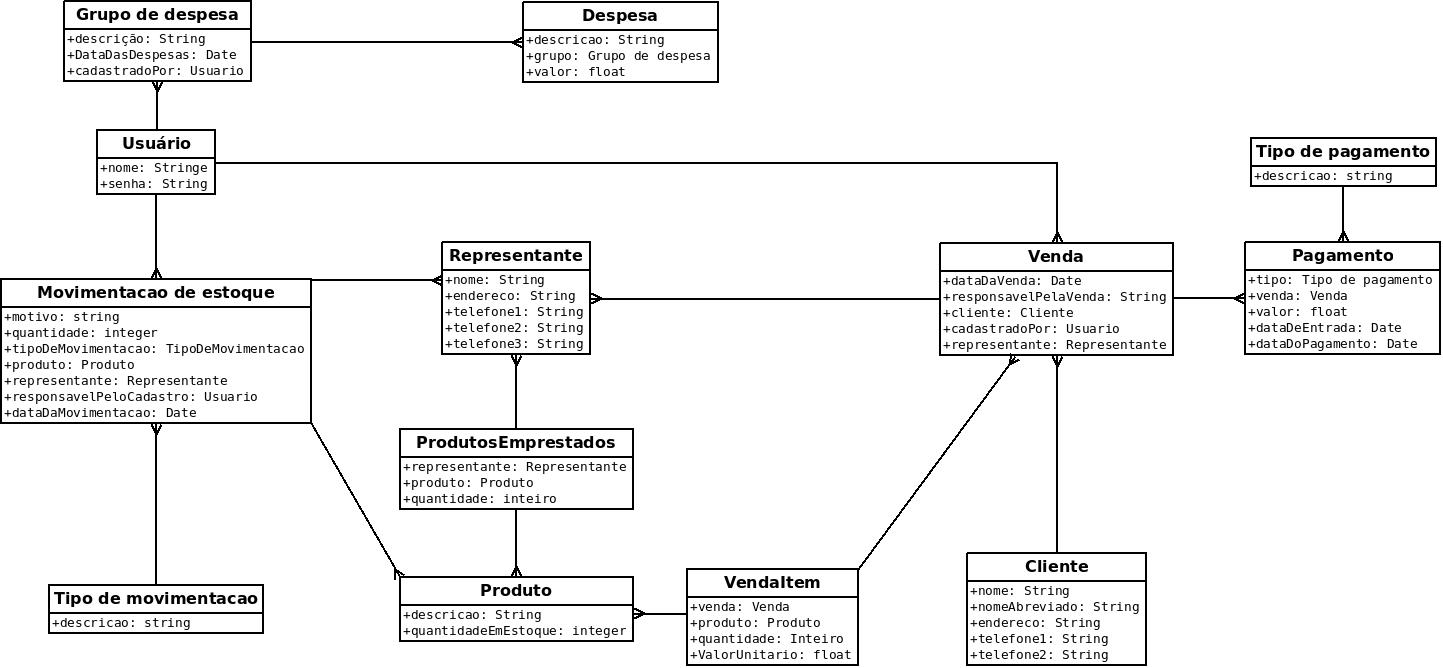 Grupo de despesa
+descrição: String
+DataDasDespesas: Date
+cadastradoPor: Usuario
Despesa
+descricao: String
+grupo: Grupo de despesa
+valor: float
Usuário
+nome: Stringe
+senha: String
Tipo de pagamento
+descricao: string
Movimentacao de estoque
+motivo: string
+quantidade: integer
+tipoDeMovimentacao: TipoDeMovimentacao
+produto: Produto
+representante: Representante
+responsavelPeloCadastro: Usuario
+dataDaMovimentacao: Date
Representante
+nome: String
+endereco: String
+telefone1: String
+telefone2: String
+telefone3: String
Venda
+dataDaVenda: Date
+responsavelPelaVenda: String
+cliente: Cliente
+cadastradoPor: Usuario
+representante: Representante
Pagamento
+tipo: Tipo de pagamento
+venda: Venda
+valor: float
+dataDeEntrada: Date
+dataDoPagamento: Date
ProdutosEmprestados
+representante: Representante
+produto: Produto
+quantidade: inteiro
Tipo de movimentacao
+descricao: string
Produto
+descricao: String
+quantidadeEmEstoque: integer
VendaItem
+venda: Venda
+produto: Produto
+quantidade: Inteiro
+ValorUnitario: float
Cliente
+nome: String
+nomeAbreviado: String
+endereco: String
+telefone1: String
+telefone2: String